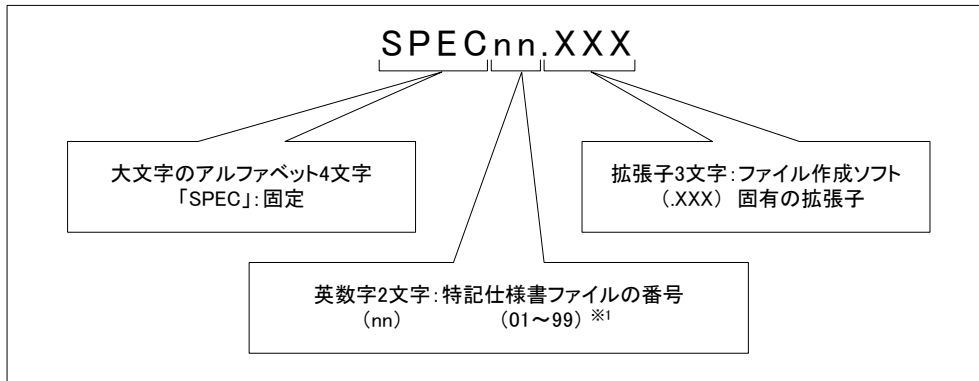 SPECnn.XXX
大文字のアルファベット4文字
「SPEC」:固定
拡張子3文字:ファイル作成ソフト
(.XXX) 固有の拡張子
英数字2文字:特記仕様書ファイルの番号
(nn) (01～99) ※1